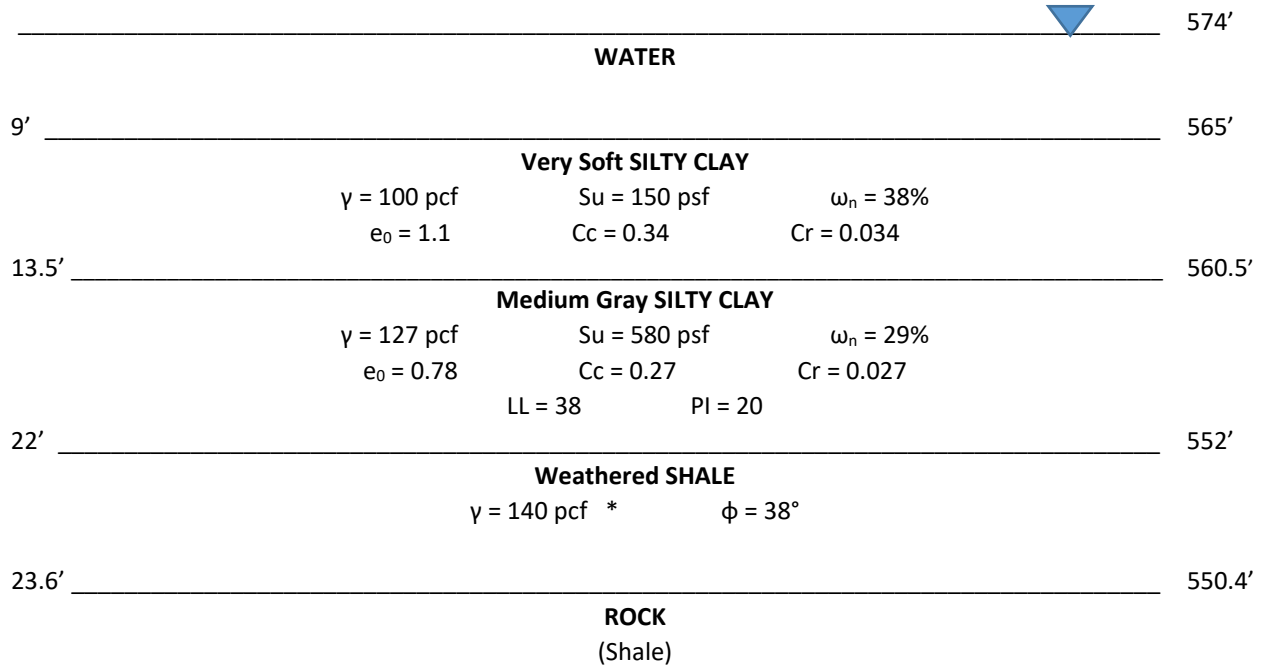 574’
WATER
9’ 565’
Very Soft SILTY CLAY
γ = 100 pcf Su = 150 psf ωₙ = 38%
e₀ = 1.1 Cc = 0.34 Cr = 0.034
13.5’ 560.5’
Medium Gray SILTY CLAY
γ = 127 pcf Su = 580 psf ωₙ = 29%
e₀ = 0.78 Cc = 0.27 Cr = 0.027
LL = 38 PI = 20
22’ 552’
Weathered SHALE
γ = 140 pcf * ϕ = 38°
23.6’ 550.4’
ROCK
(Shale)